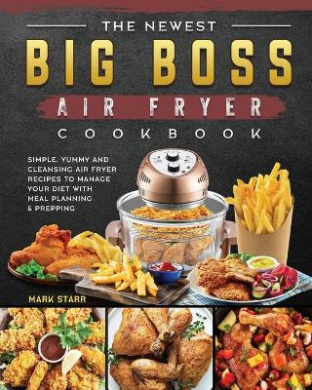 THE NEWEST
BIG BOSS
AIR FRYER
COOKBOOK
SIMPLE, YUMMY AND
CLEANSING AIR FRYER
RECIPES TO MANAGE
YOUR DIET WITH
MEAL PLANNING
& PREPPING
MARK STARR